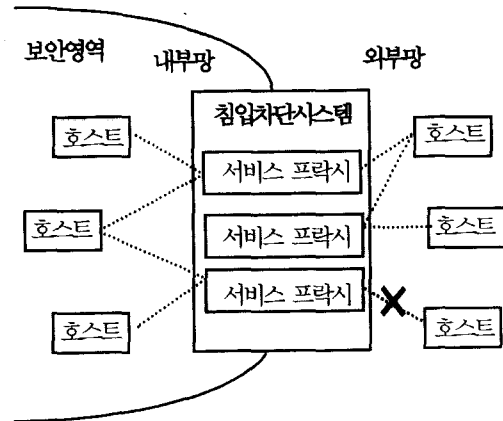 보안영역 내부망 외부망
침입차단시스템
호스트 호스트
서비스 프락시
호스트 서비스 프락시 호스트
서비스 프락시
호스트 호스트